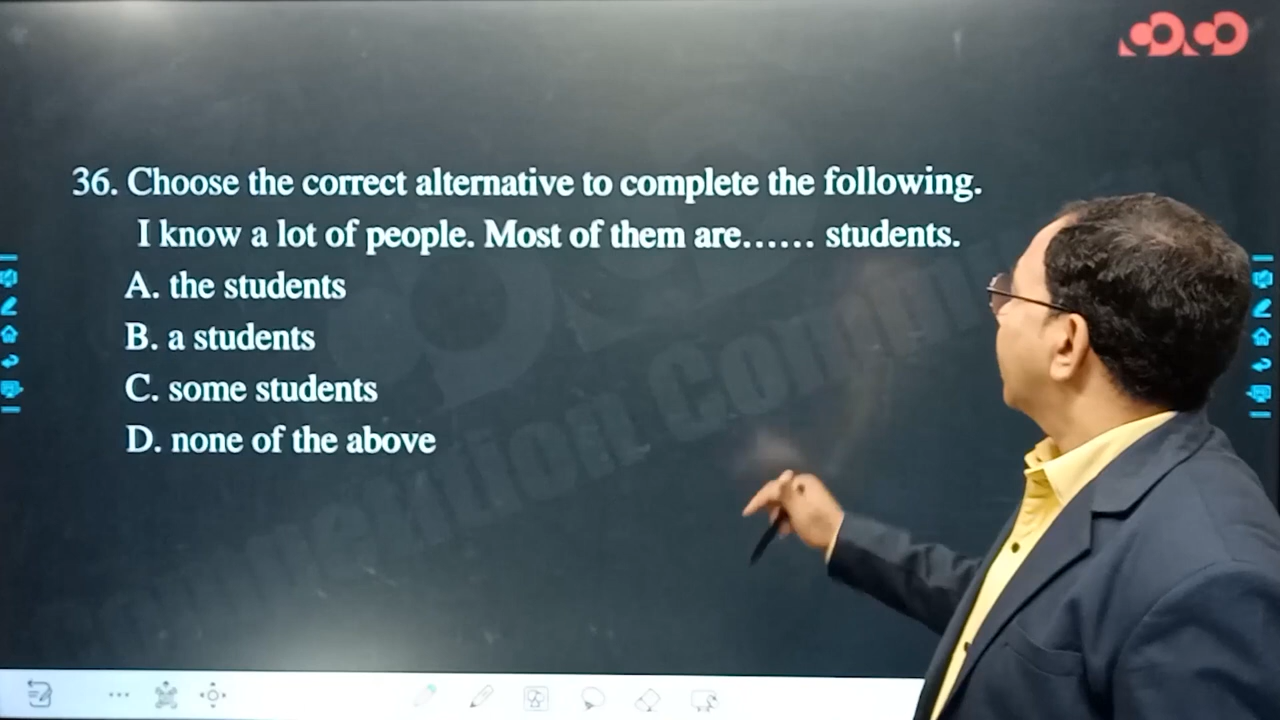 36. Choose the correct alternative to complete the following.
I know a lot of people. Most of them are...... students.
A. the students
B. a students
C. some students
D. none of the above